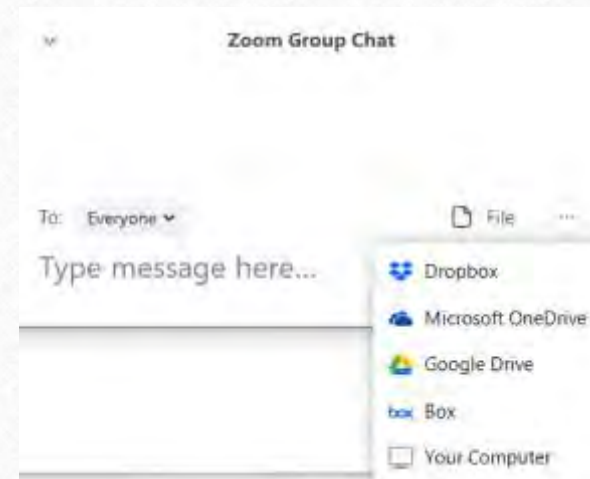 Zoom Group Chat
To: Everyone
File ...
Type message here...
Dropbox
Microsoft OneDrive
Google Drive
box Box
Your Computer